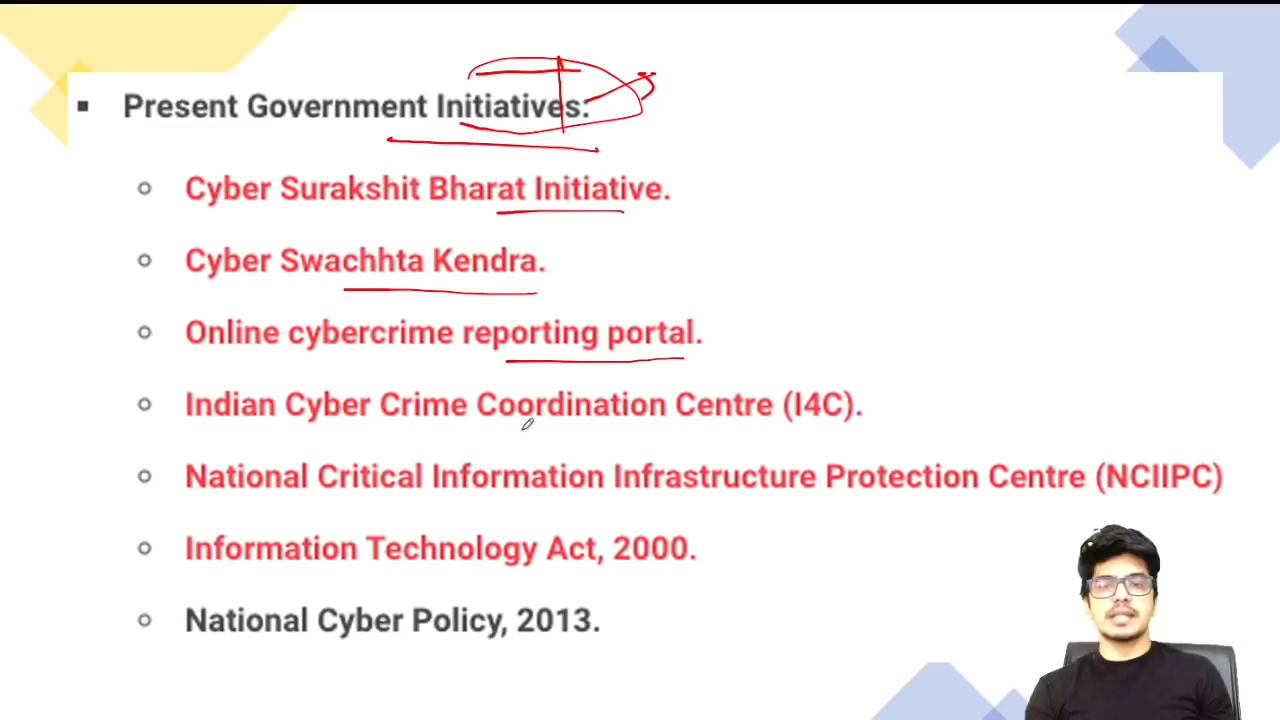 Present Government Initiatives:
Cyber Surakshit Bharat Initiative.
Cyber Swachhta Kendra.
Online cybercrime reporting portal.
Indian Cyber Crime Coordination Centre (I4C).
National Critical Information Infrastructure Protection Centre (NCIIPC)
Information Technology Act, 2000.
National Cyber Policy, 2013.